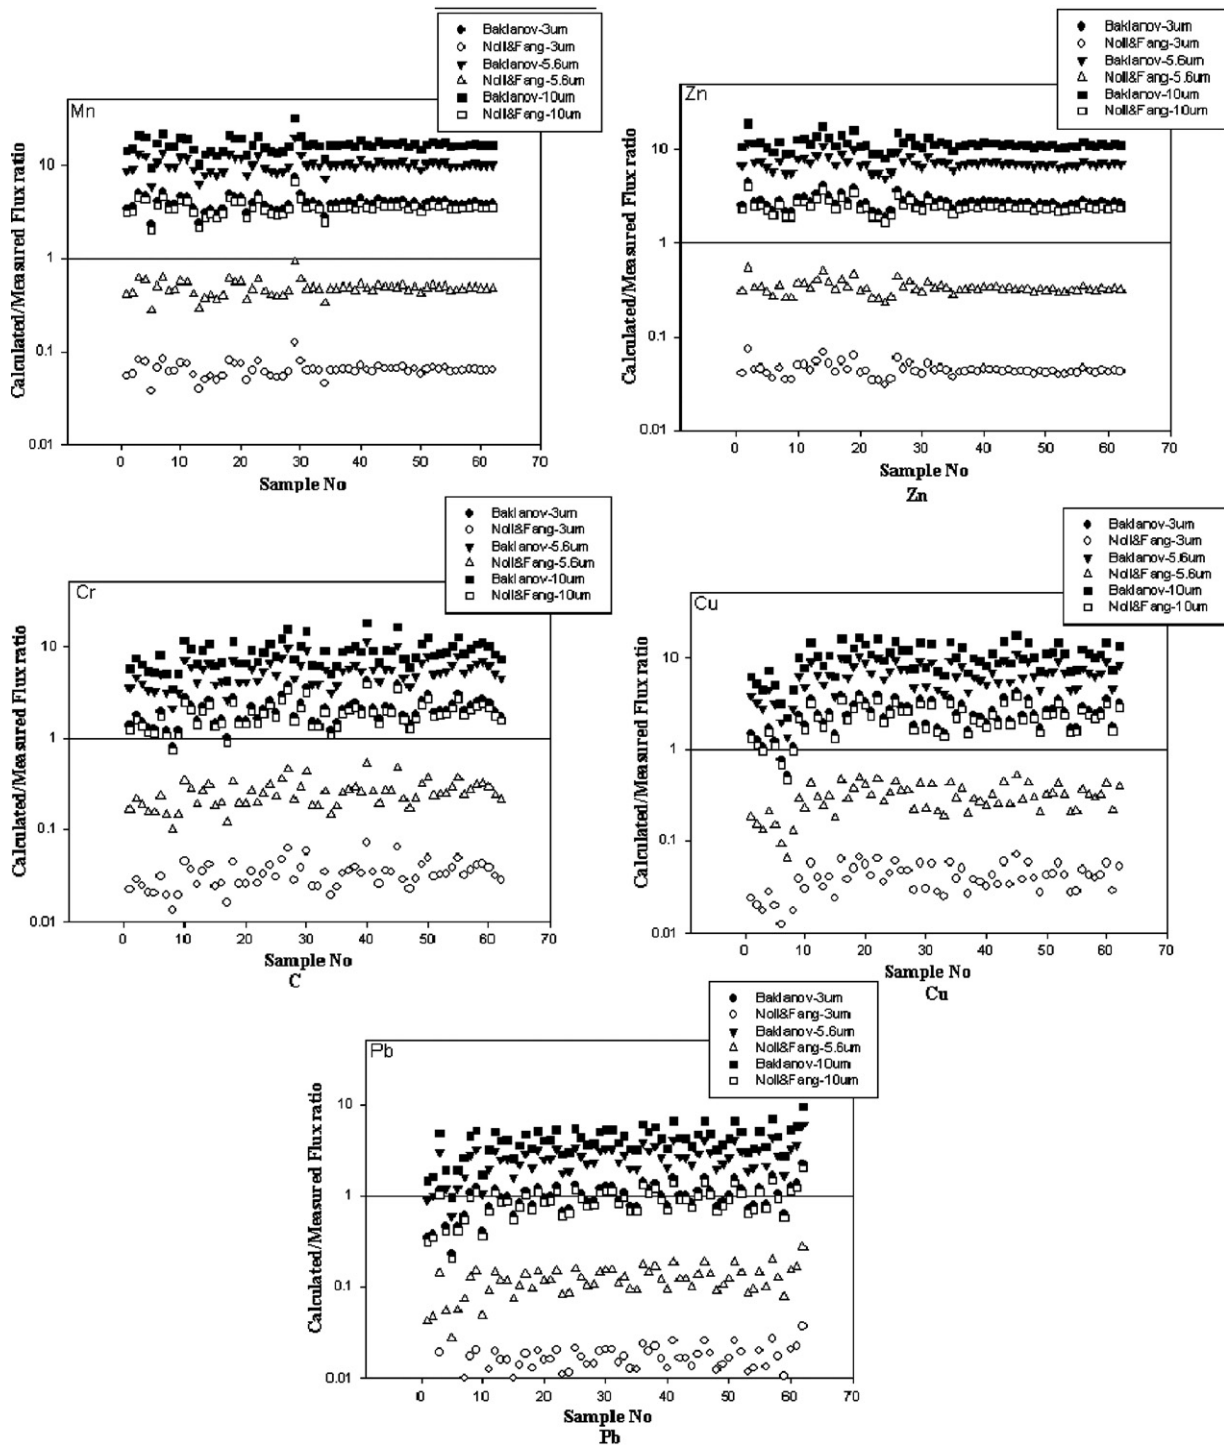 Baklanov-3um
Noll&Fang-3um
Baklanov-5.6um
Noll&Fang-5.6um
Baklanov-10um
Noll&Fang-10um
Mn
Calculated/Measured Flux ratio
10
1
0.1
0.01
0 10 20 30 40 50 60 70
Sample No
Baklanov-3um
Noll&Fang-3um
Baklanov-5.6um
Noll&Fang-5.6um
Baklanov-10um
Noll&Fang-10um
Zn
Calculated/Measured Flux ratio
10
1
0.1
0.01
0 10 20 30 40 50 60 70
Sample No
Zn
Baklanov-3um
Noll&Fang-3um
Baklanov-5.6um
Noll&Fang-5.6um
Baklanov-10um
Noll&Fang-10um
Cr
Calculated/Measured Flux ratio
10
1
0.1
0.01
0 10 20 30 40 50 60 70
Sample No
C
Baklanov-3um
Noll&Fang-3um
Baklanov-5.6um
Noll&Fang-5.6um
Baklanov-10um
Noll&Fang-10um
Cu
Calculated/Measured Flux ratio
10
1
0.1
0.01
0 10 20 30 40 50 60 70
Sample No
Cu
Baklanov-3um
Noll&Fang-3um
Baklanov-5.6um
Noll&Fang-5.6um
Baklanov-10um
Noll&Fang-10um
Pb
Calculated/Measured Flux ratio
10
1
0.1
0.01
0 10 20 30 40 50 60 70
Sample No
Pb